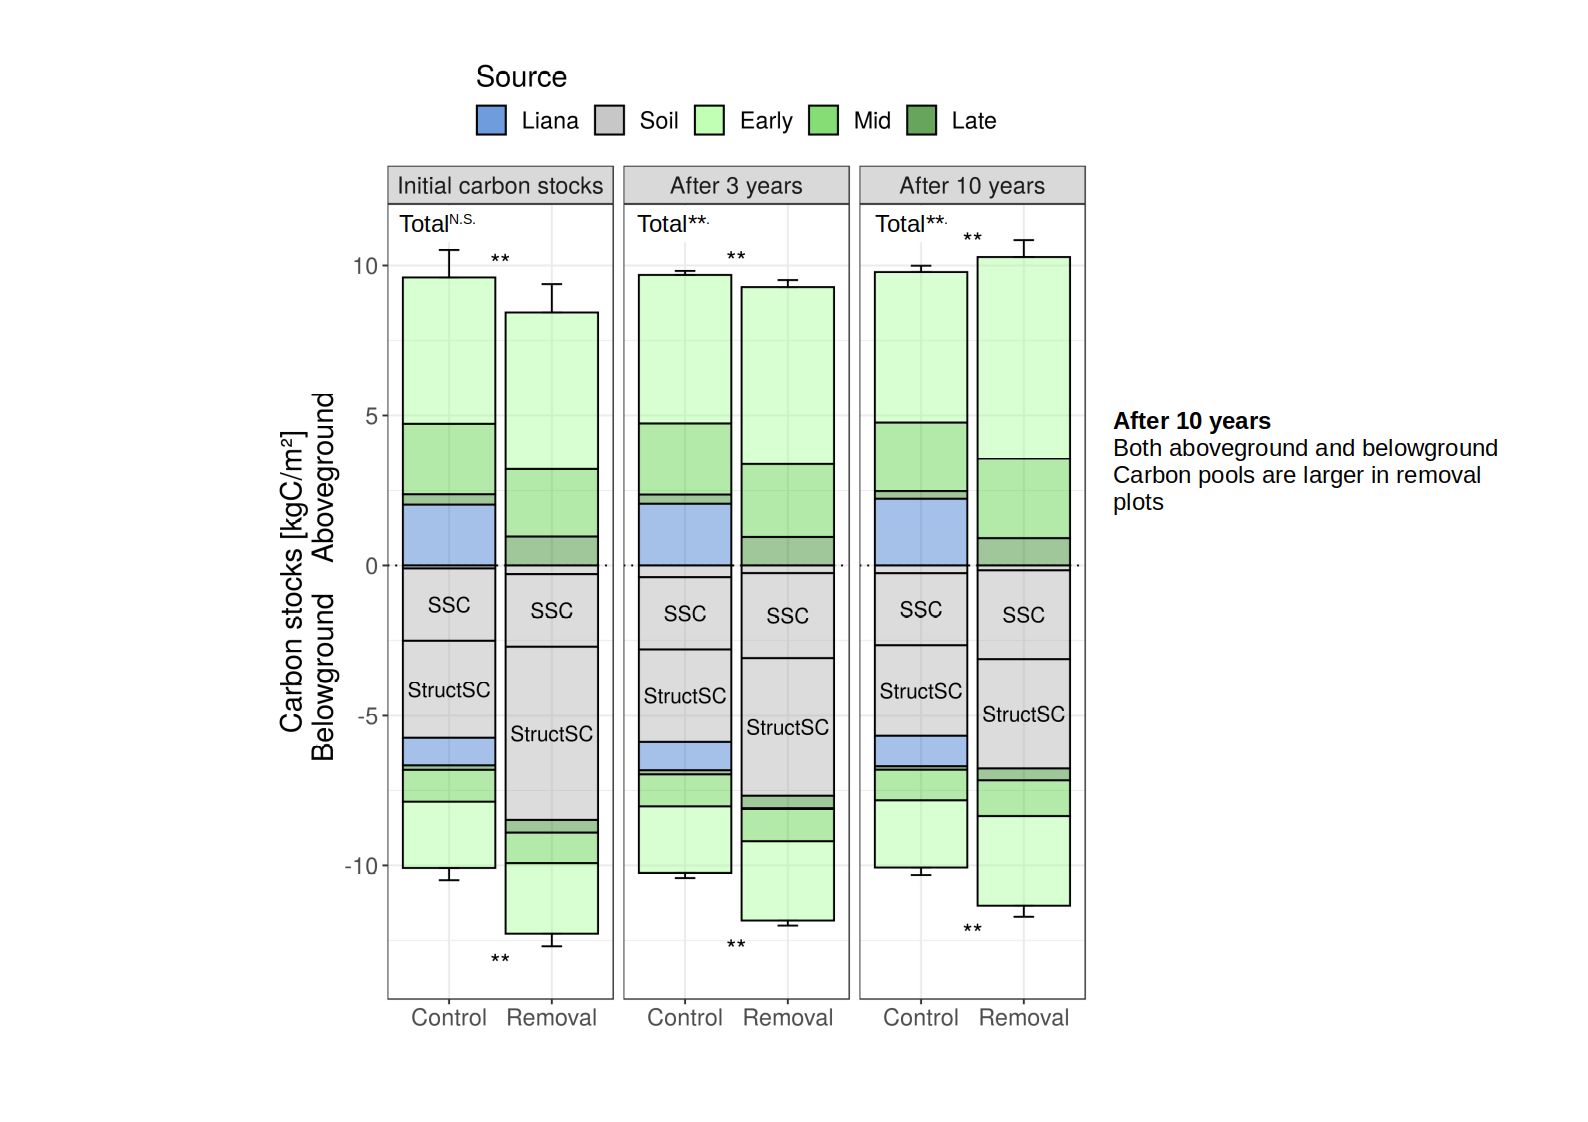 Source
Liana Soil Early Mid Late
Initial carbon stocks After 3 years After 10 years
Total^N.S. Total**. Total**.
** ** **
10
5
0
-5
-10
Carbon stocks [kgC/m²]
Belowground Aboveground
SSC SSC SSC SSC SSC SSC
StructSC StructSC StructSC StructSC StructSC StructSC
** ** **
Control Removal Control Removal Control Removal
After 10 years
Both aboveground and belowground
Carbon pools are larger in removal
plots